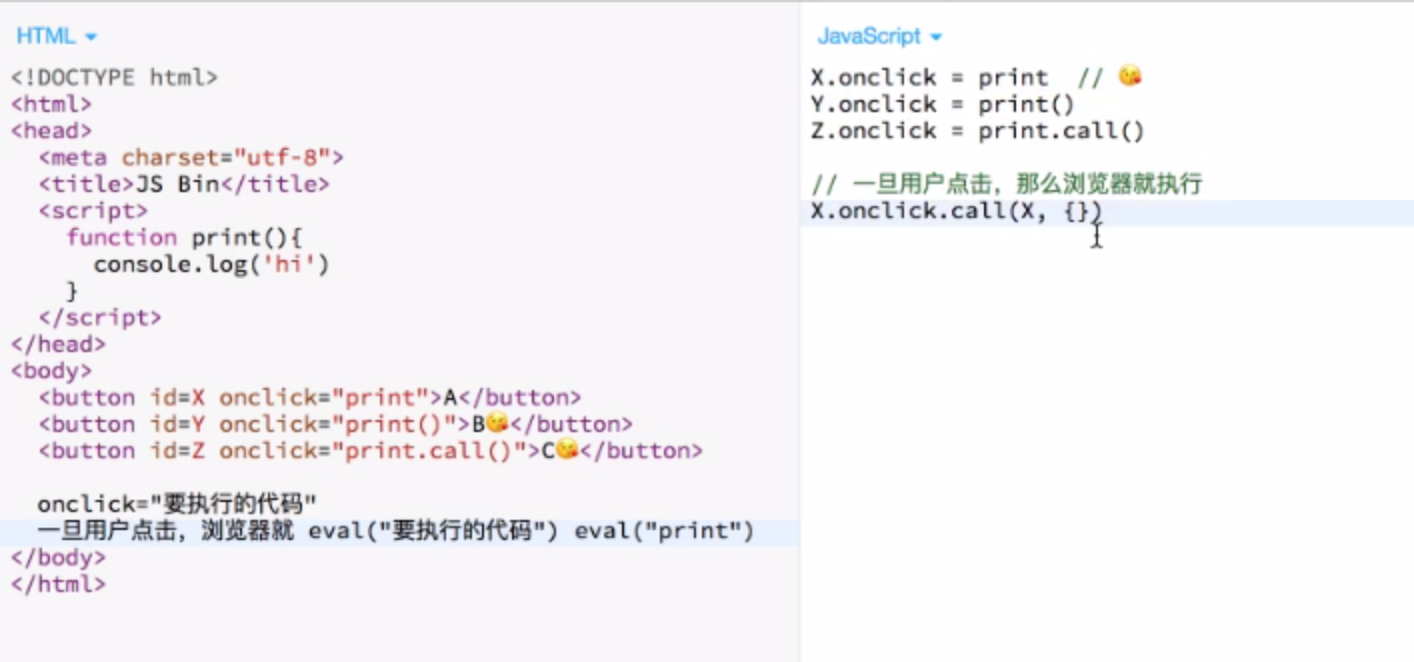 HTML
<!DOCTYPE html>
<html>
<head>
  <meta charset="utf-8">
  <title>JS Bin</title>
  <script>
    function print(){
      console.log('hi')
    }
  </script>
</head>
<body>
  <button id=X onclick="print">A</button>
  <button id=Y onclick="print()">B😘</button>
  <button id=Z onclick="print.call()">C😘</button>
  onclick="要执行的代码"
  一旦用户点击，浏览器就 eval("要执行的代码") eval("print")
</body>
</html>
JavaScript
X.onclick = print  // 😘
Y.onclick = print()
Z.onclick = print.call()
// 一旦用户点击，那么浏览器就执行
X.onclick.call(X, {})